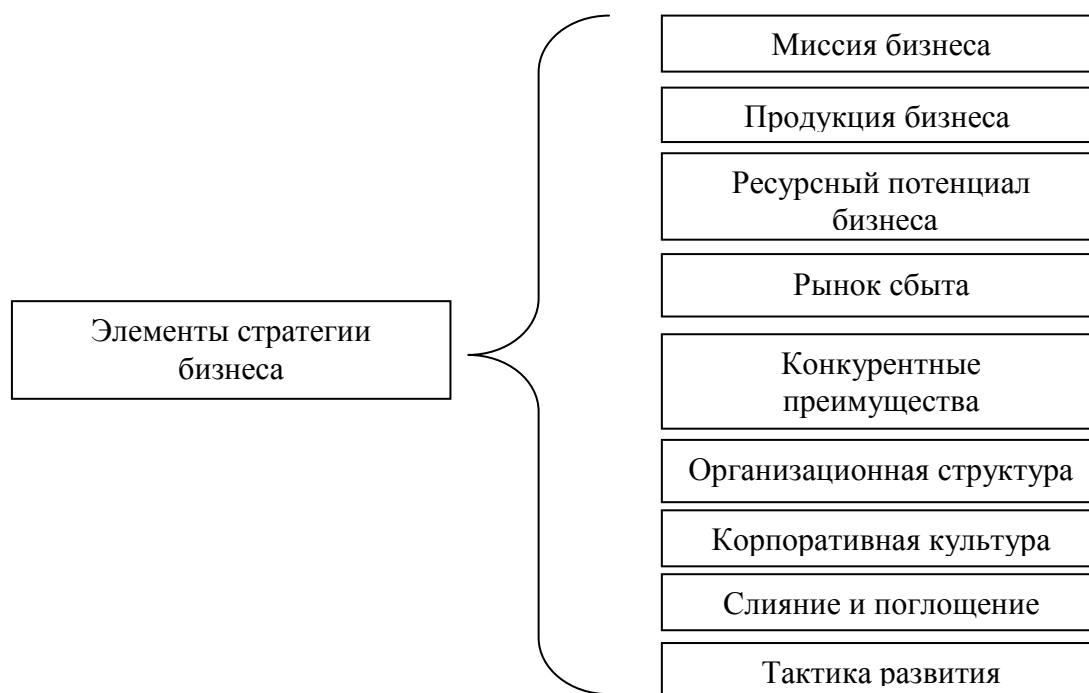 Миссия бизнеса
Продукция бизнеса
Ресурсный потенциал
бизнеса
Рынок сбыта
Элементы стратегии
бизнеса
Конкурентные
преимущества
Организационная структура
Корпоративная культура
Слияние и поглощение
Тактика развития